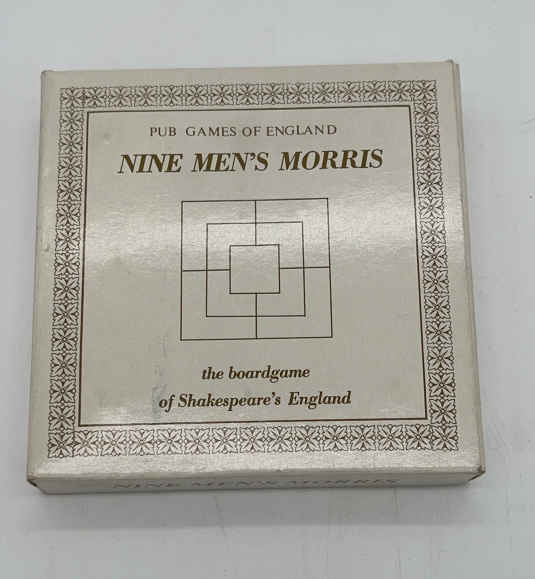 PUB GAMES OF ENGLAND
NINE MEN'S MORRIS
the boardgame
of Shakespeare's England
NINE MEN'S MORRIS